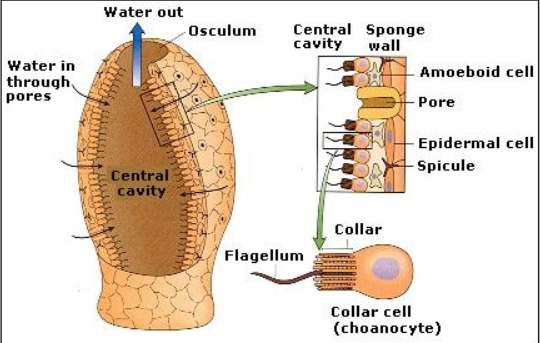 Water out
Osculum
Water in
through
pores
Central
cavity
Central
cavity
Sponge
wall
Amoeboid cell
Pore
Epidermal cell
Spicule
Collar
Flagellum
Collar cell
(choanocyte)